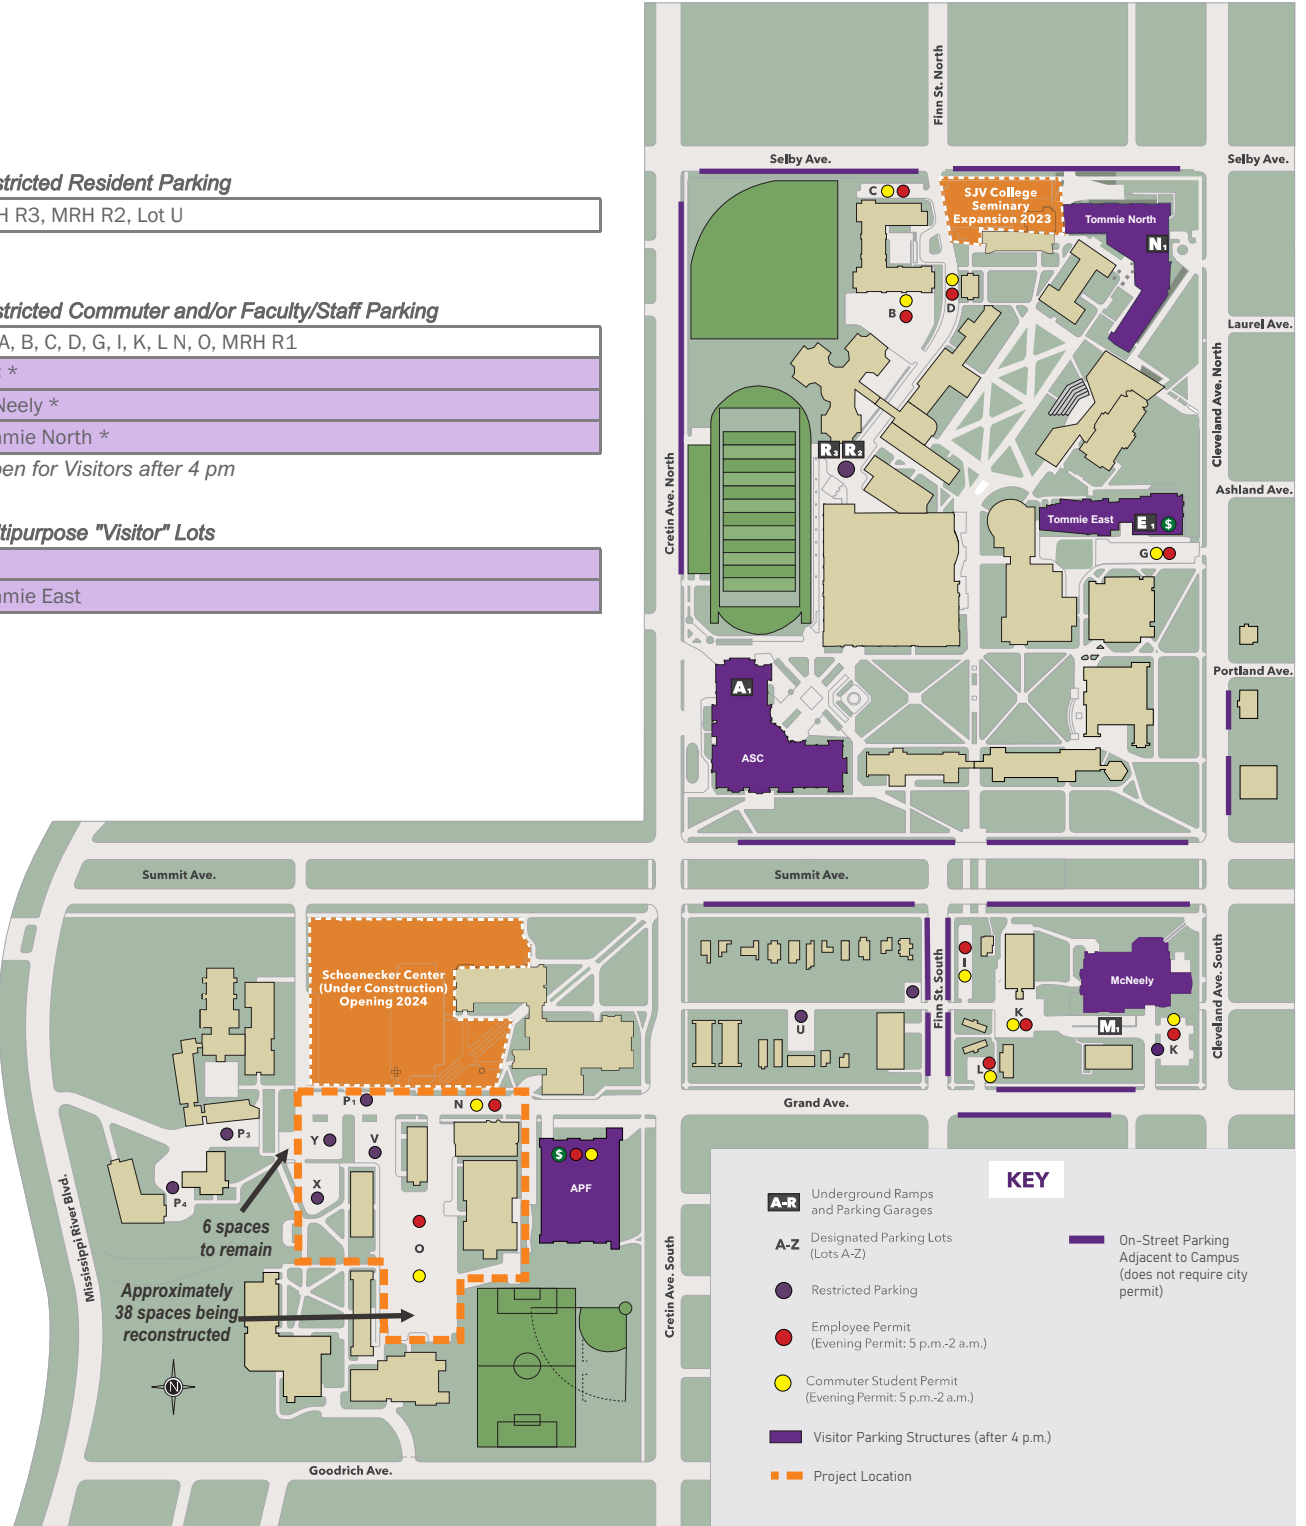 stricted Resident Parking
H R3, MRH R2, Lot U
stricted Commuter and/or Faculty/Staff Parking
A, B, C, D, G, I, K, L N, O, MRH R1
*
Neely *
mmie North *
pen for Visitors after 4 pm
ltipurpose "Visitor" Lots
mmie East
Finn St. North
Selby Ave.
Selby Ave.
C
SJV College
Seminary
Expansion 2023
Tommie North
N1
B
D
Laurel Ave.
Cleveland Ave. North
R3 R2
Cretin Ave. North
Ashland Ave.
Tommie East
E1 $
G
Portland Ave.
A1
ASC
Summit Ave.
Summit Ave.
Schoenecker Center
(Under Construction)
Opening 2024
I
Finn St. South
McNeely
Cleveland Ave. South
U
K
M1
K
L
P1
N
Grand Ave.
P3
Y
V
$
APF
X
P4
6 spaces
to remain
O
Mississippi River Blvd.
Cretin Ave. South
Approximately
38 spaces being
reconstructed
N
Goodrich Ave.
KEY
A-R
Underground Ramps
and Parking Garages
A-Z
Designated Parking Lots
(Lots A-Z)
Restricted Parking
Employee Permit
(Evening Permit: 5 p.m.-2 a.m.)
Commuter Student Permit
(Evening Permit: 5 p.m.-2 a.m.)
Visitor Parking Structures (after 4 p.m.)
Project Location
On-Street Parking
Adjacent to Campus
(does not require city
permit)